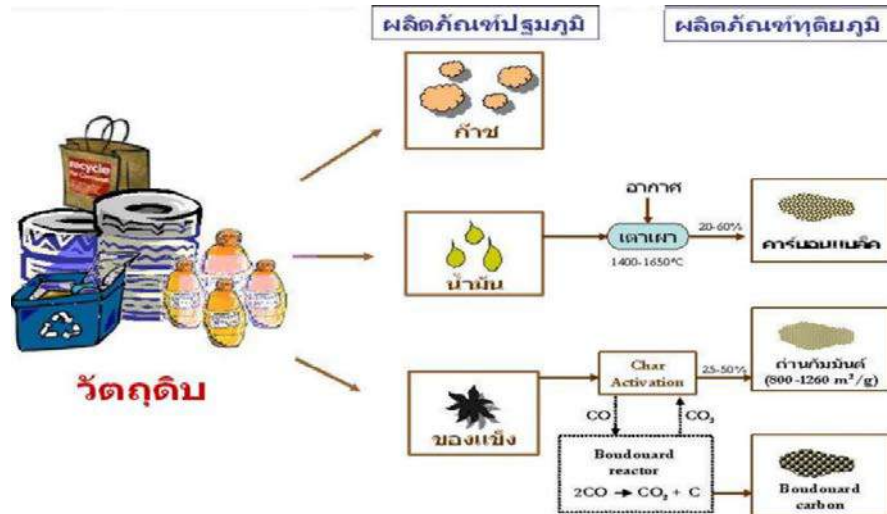 ผลิตภัณฑ์ปฐมภูมิ
ผลิตภัณฑ์ทุติยภูมิ
ก๊าซ
recycle
อากาศ
เตาเผา
20-60%
1400-1650°C
คาร์บอนแบล็ค
น้ำมัน
วัตถุดิบ
Char
Activation
25-50%
ถ่านกัมมันต์
(800-1260 m²/g)
CO
CO₂
ของแข็ง
Boudouard
reactor
2CO → CO₂ + C
Boudouard
carbon